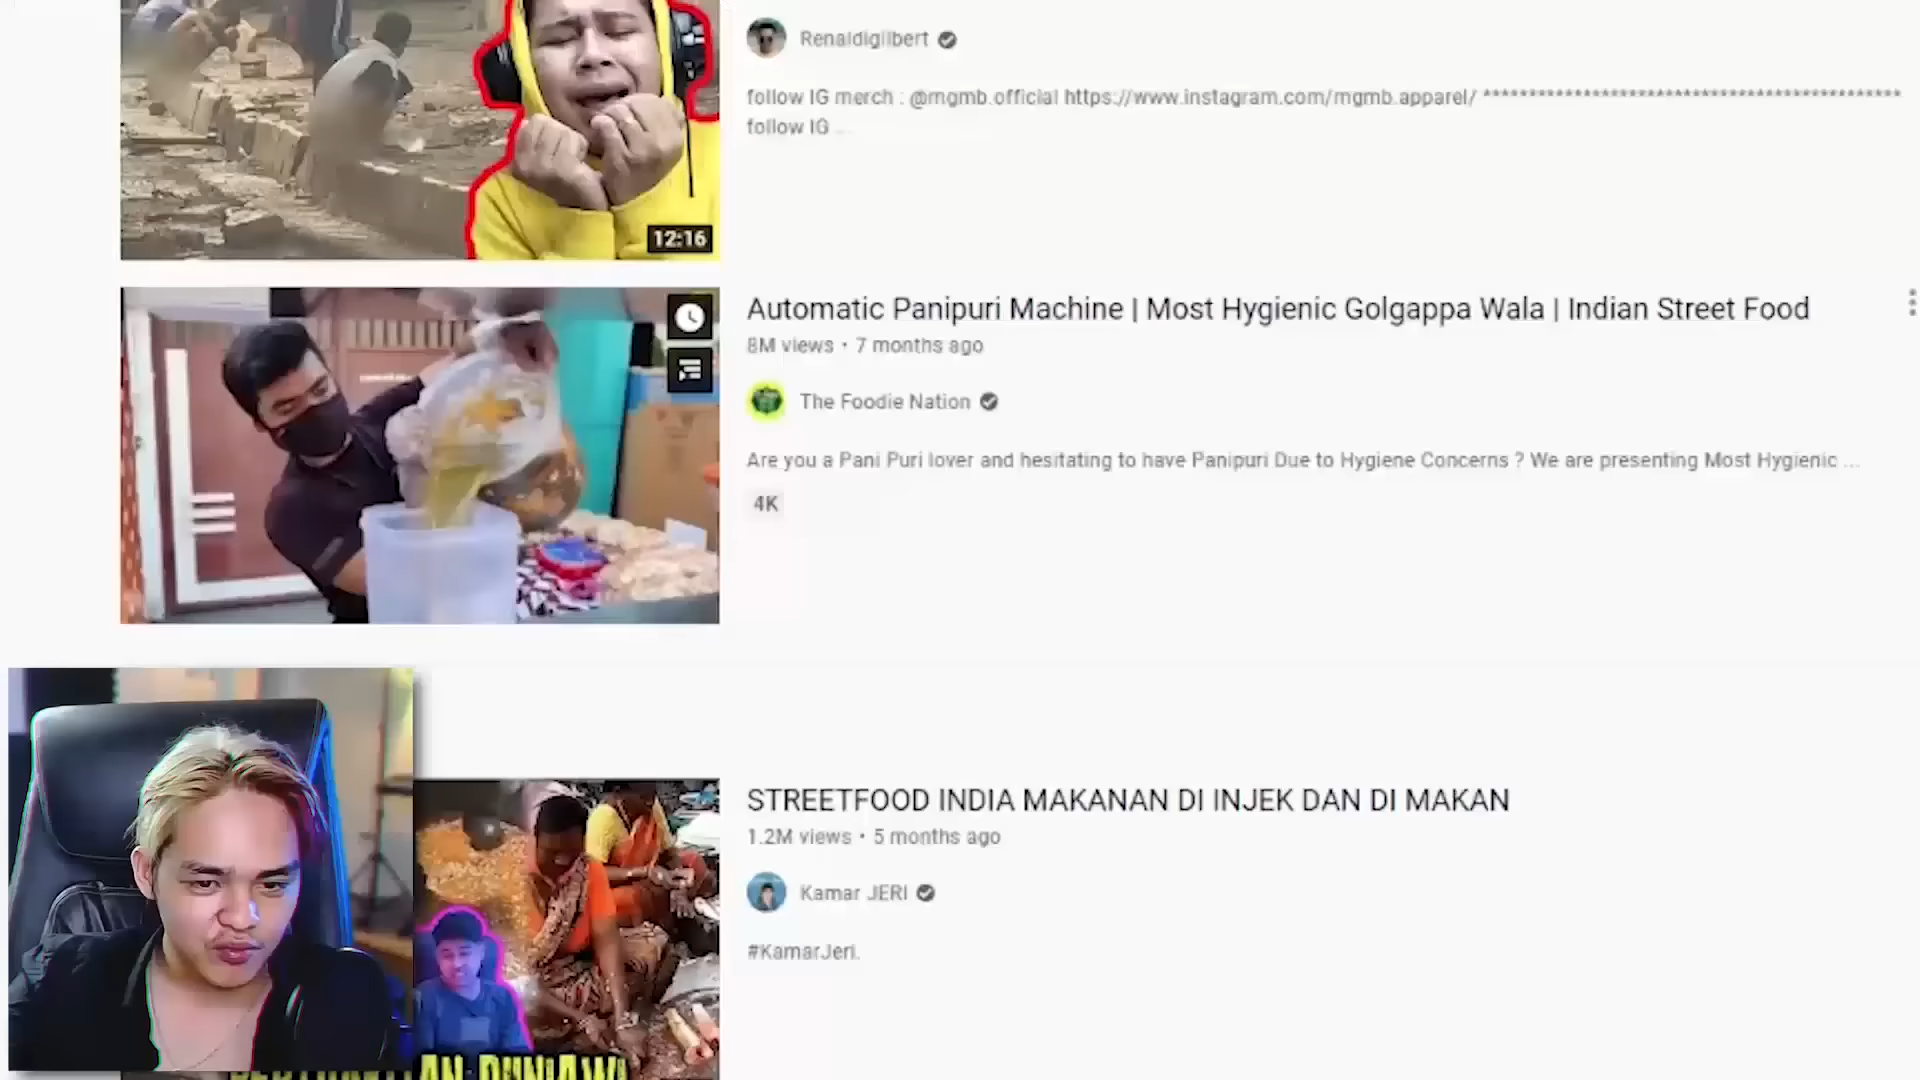 Renaldigilbert
follow IG merch : @mgmb.official https://www.instagram.com/mgmb.apparel/ **********************************************
follow IG ...
12:16
Automatic Panipuri Machine | Most Hygienic Golgappa Wala | Indian Street Food
8M views • 7 months ago
The Foodie Nation
Are you a Pani Puri lover and hesitating to have Panipuri Due to Hygiene Concerns ? We are presenting Most Hygienic ...
4K
STREETFOOD INDIA MAKANAN DI INJEK DAN DI MAKAN
1.2M views • 5 months ago
Kamar JERI
#KamarJeri.